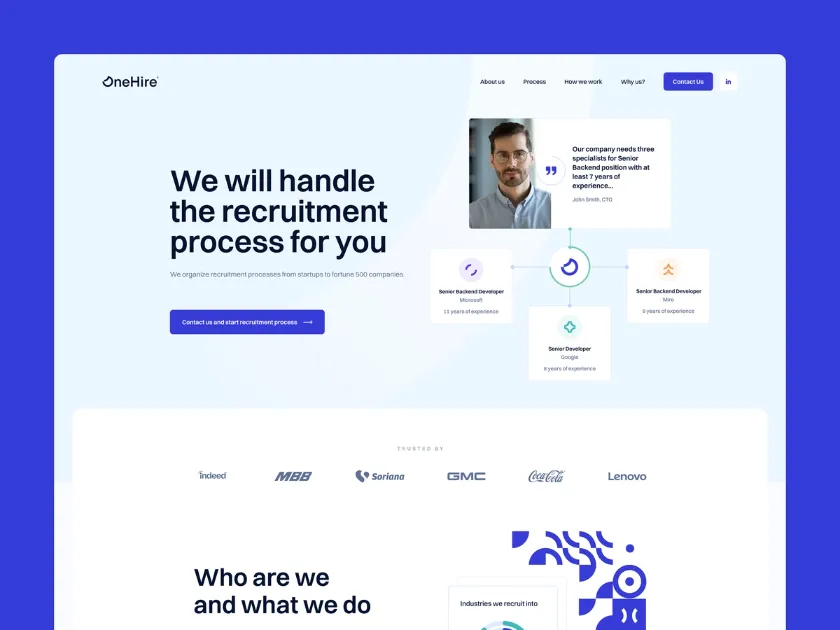 OneHire
About us
Process
How we work
Why us?
Contact Us
in
We will handle
the recruitment
process for you
We organize recruitment processes from startups to fortune 500 companies.
Contact us and start recruitment process
Our company needs three
specialists for Senior
Backend position with at
least 7 years of
experience...
John Smith, CTO
Senior Backend Developer
Microsoft
11 years of experience
Senior Backend Developer
Miro
9 years of experience
Senior Developer
Google
8 years of experience
TRUSTED BY
indeed
MBB
Soriana
GMC
Coca-Cola
Lenovo
Who are we
and what we do
Industries we recruit into